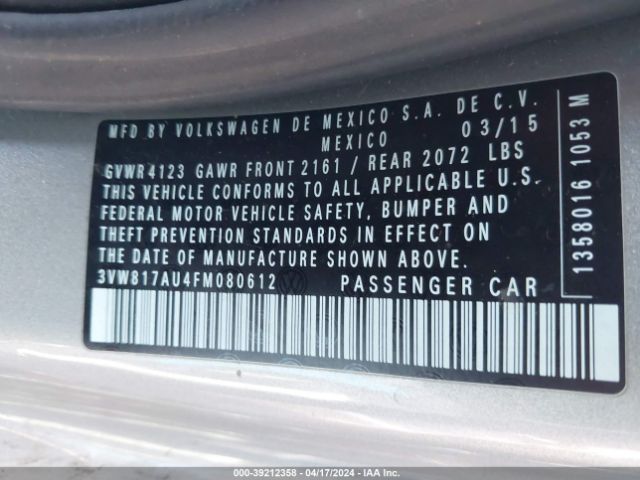 MFD BY VOLKSWAGEN DE MEXICO S.A. DE C.V.
MEXICO 03/15
GVWR 4123 GAWR FRONT 2161 / REAR 2072 LBS
THIS VEHICLE CONFORMS TO ALL APPLICABLE U.S.
FEDERAL MOTOR VEHICLE SAFETY, BUMPER AND
THEFT PREVENTION STANDARDS IN EFFECT ON
THE DATE OF MANUFACTURE SHOWN ABOVE.
3VW817AU4FM080612 PASSENGER CAR
1358016 1053 M
000-39212358 - 04/17/2024 - IAA Inc.